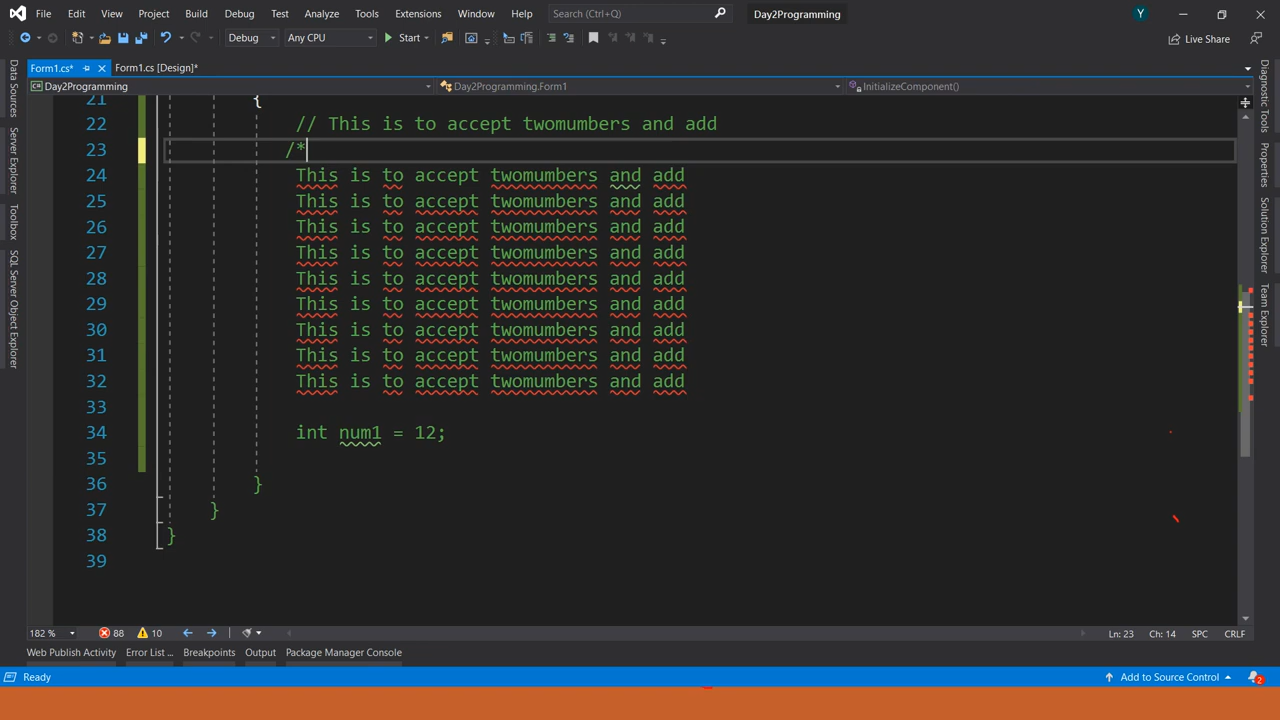 File Edit View Project Build Debug Test Analyze Tools Extensions Window Help Search (Ctrl+Q) Day2Programming Y
Debug Any CPU Start Live Share
Form1.cs* Form1.cs [Design]*
Day2Programming Day2Programming.Form1 InitializeComponent()
Data Sources
Server Explorer
Toolbox
SQL Server Object Explorer
21 {
22 // This is to accept twomumbers and add
23 /*
24 This is to accept twomumbers and add
25 This is to accept twomumbers and add
26 This is to accept twomumbers and add
27 This is to accept twomumbers and add
28 This is to accept twomumbers and add
29 This is to accept twomumbers and add
30 This is to accept twomumbers and add
31 This is to accept twomumbers and add
32 This is to accept twomumbers and add
33
34 int num1 = 12;
35
36 }
37 }
38 }
39
Diagnostic Tools
Properties
Solution Explorer
Team Explorer
182 % 88 10 Ln: 23 Ch: 14 SPC CRLF
Web Publish Activity Error List ... Breakpoints Output Package Manager Console
Ready Add to Source Control 2